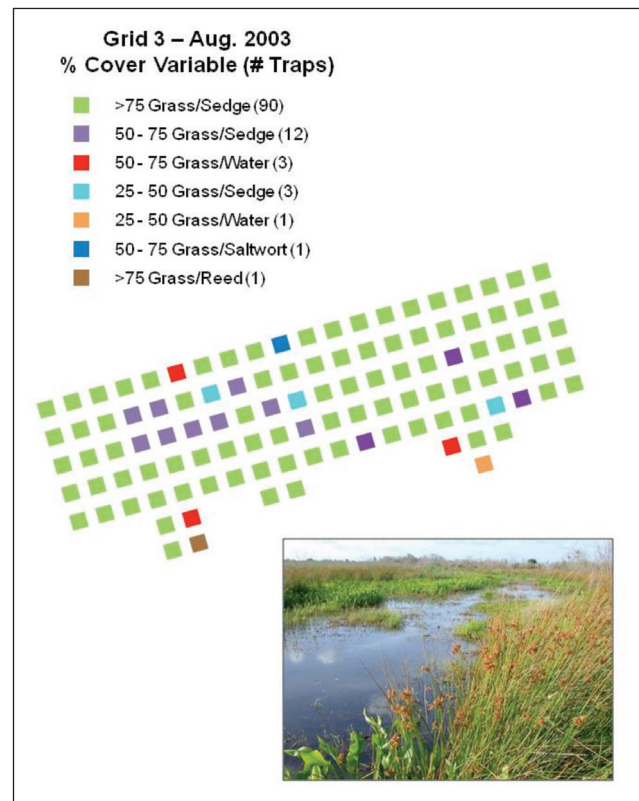 Grid 3 – Aug. 2003
% Cover Variable (# Traps)
>75 Grass/Sedge (90)
50 - 75 Grass/Sedge (12)
50 - 75 Grass/Water (3)
25 - 50 Grass/Sedge (3)
25 - 50 Grass/Water (1)
50 - 75 Grass/Saltwort (1)
>75 Grass/Reed (1)